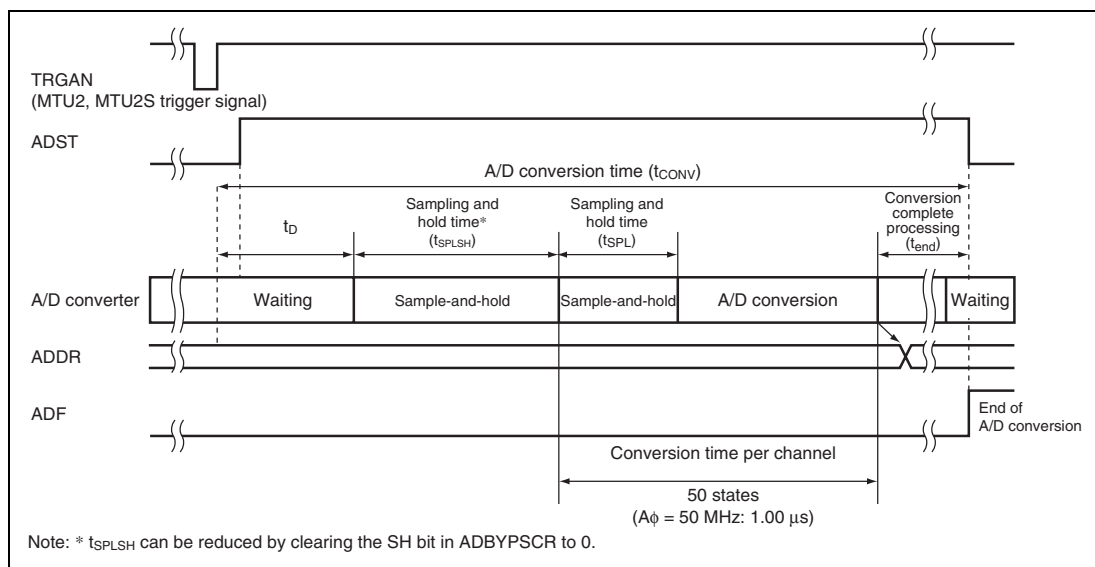 TRGAN
(MTU2, MTU2S trigger signal)
ADST
A/D conversion time (tCONV)
tD
Sampling and
hold time*
(tSPLSH)
Sampling and
hold time
(tSPL)
Conversion
complete
processing
(tend)
A/D converter
Waiting
Sample-and-hold
Sample-and-hold
A/D conversion
Waiting
ADDR
ADF
End of
A/D conversion
Conversion time per channel
50 states
(Aϕ = 50 MHz: 1.00 μs)
Note: * tSPLSH can be reduced by clearing the SH bit in ADBYPSCR to 0.